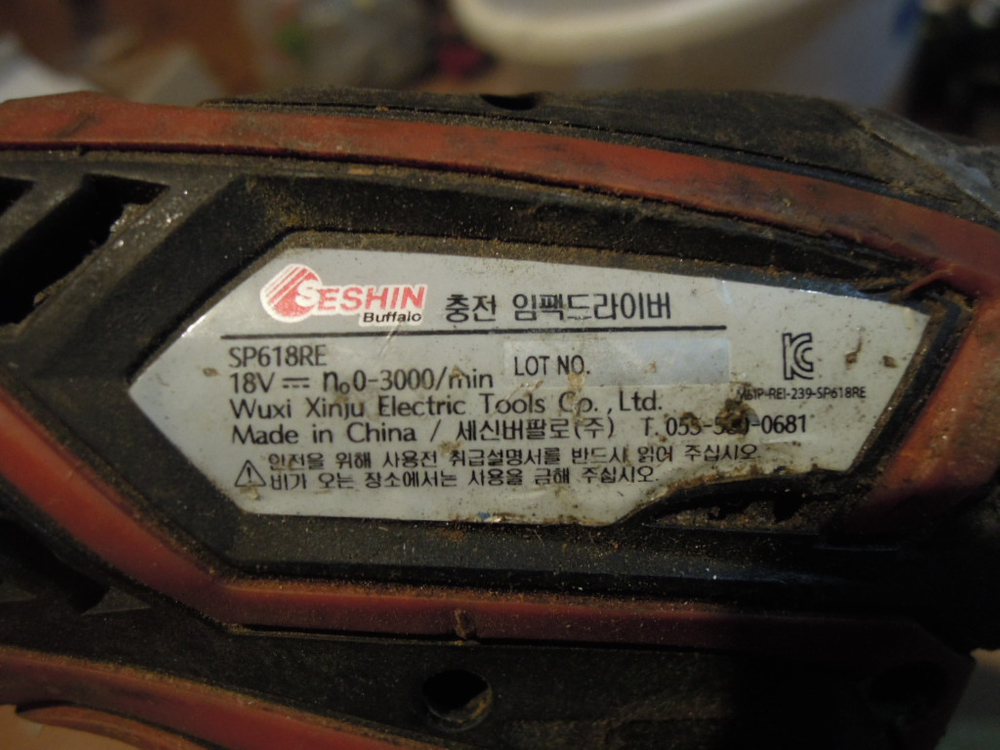 SESHIN
Buffalo
충전 임팩드라이버
SP618RE
18V ⎓ n₀0-3000/min
LOT NO.
Wuxi Xinju Electric Tools Co.,Ltd.
Made in China / 세신버팔로(주) T.
안전을 위해 사용전 취급설명서를 반드시 읽어 주십시오.
비가 오는 장소에서는 사용을 금해 주십시오.